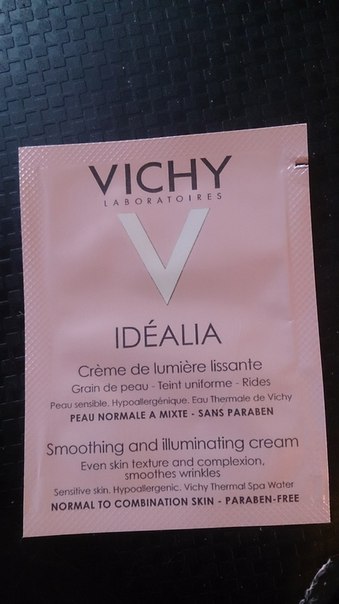 VICHY
LABORATOIRES
V
IDÉALIA
Crème de lumière lissante
Grain de peau - Teint uniforme - Rides
Peau sensible. Hypoallergénique. Eau Thermale de Vichy
PEAU NORMALE A MIXTE - SANS PARABEN
Smoothing and illuminating cream
Even skin texture and complexion,
smoothes wrinkles
Sensitive skin. Hypoallergenic. Vichy Thermal Spa Water
NORMAL TO COMBINATION SKIN - PARABEN-FREE